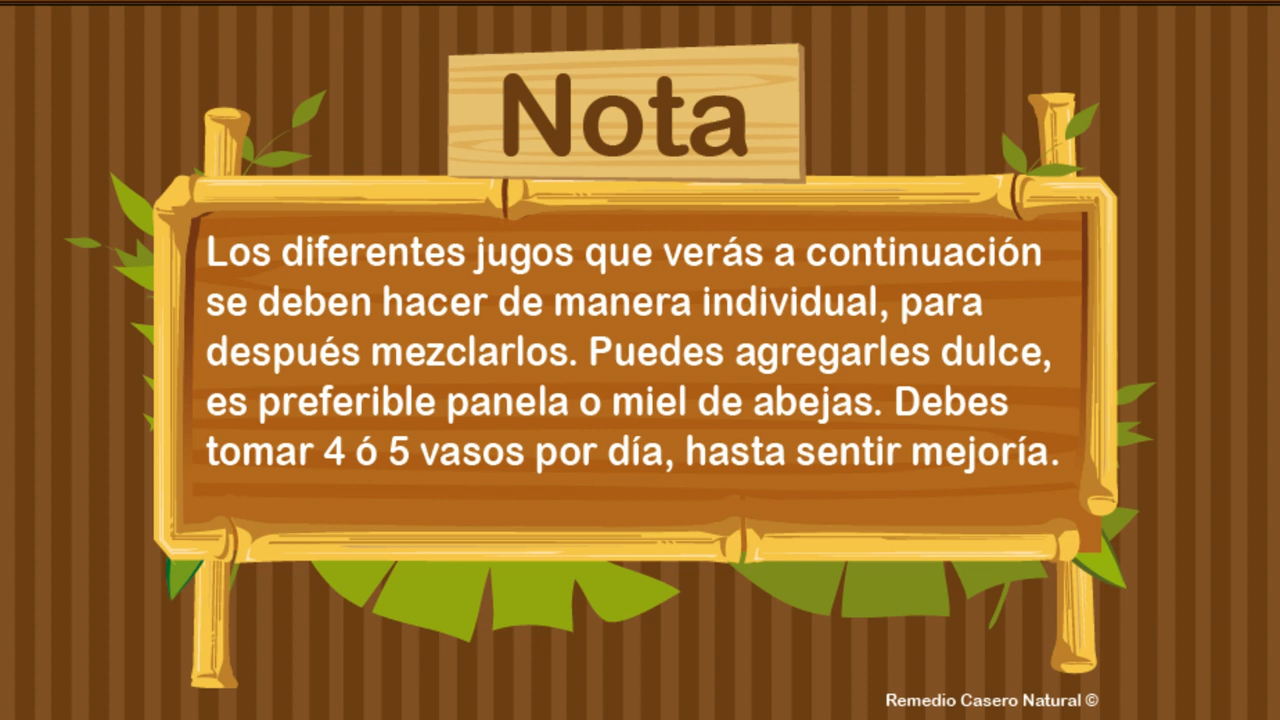 Nota
Los diferentes jugos que verás a continuación
se deben hacer de manera individual, para
después mezclarlos. Puedes agregarles dulce,
es preferible panela o miel de abejas. Debes
tomar 4 ó 5 vasos por día, hasta sentir mejoría.
Remedio Casero Natural ©